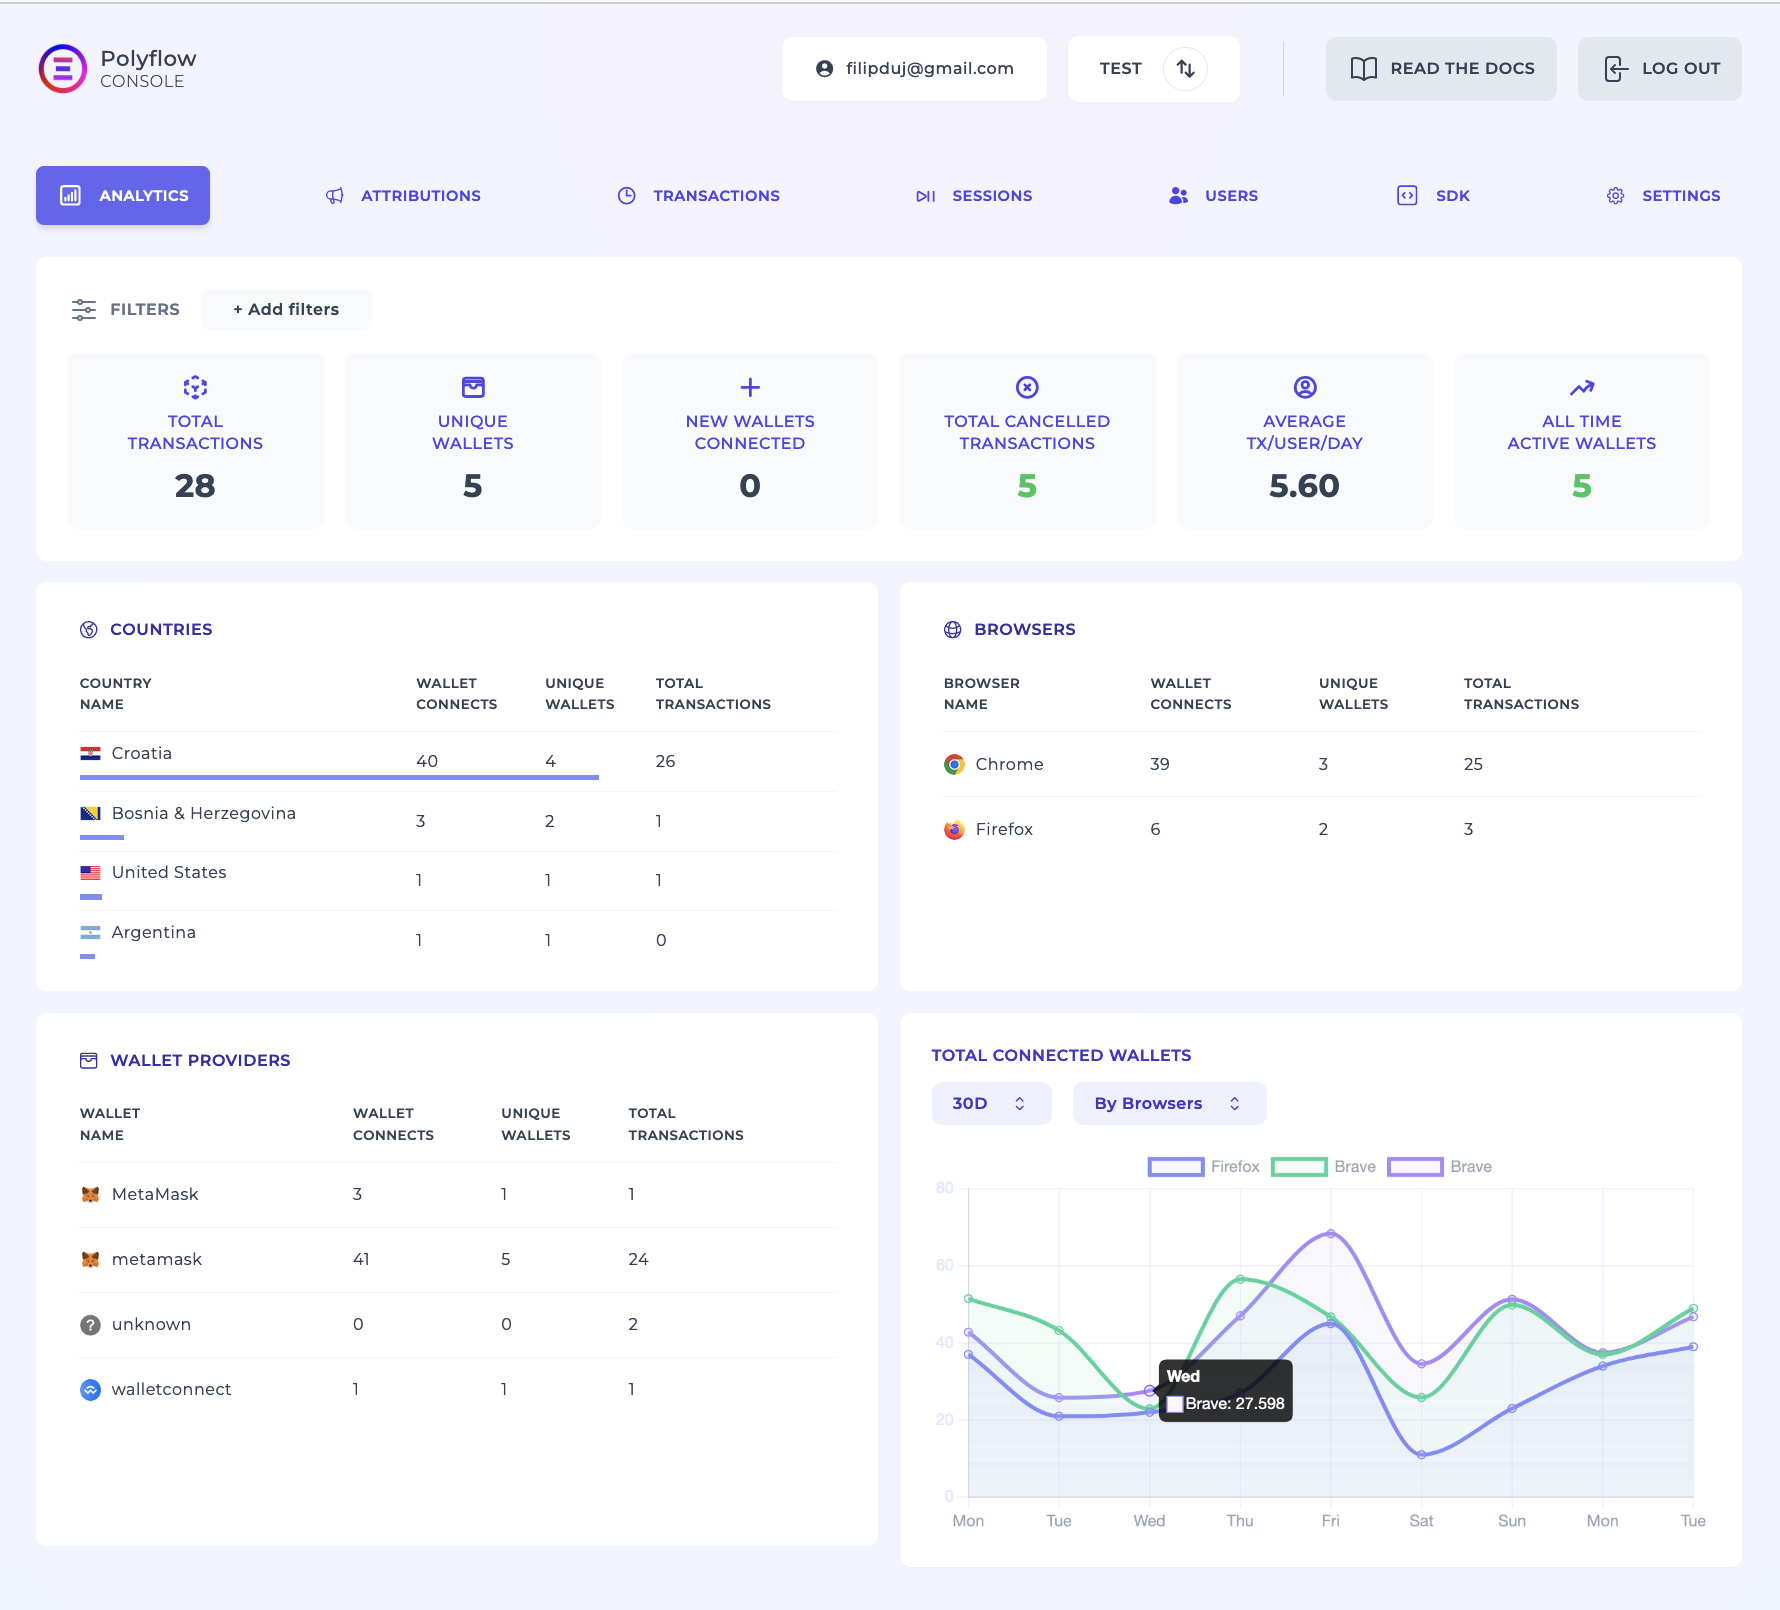 Polyflow
CONSOLE
filipduj@gmail.com
TEST
READ THE DOCS
LOG OUT
ANALYTICS
ATTRIBUTIONS
TRANSACTIONS
SESSIONS
USERS
SDK
SETTINGS
FILTERS
+ Add filters
TOTAL
TRANSACTIONS
28
UNIQUE
WALLETS
5
NEW WALLETS
CONNECTED
0
TOTAL CANCELLED
TRANSACTIONS
5
AVERAGE
TX/USER/DAY
5.60
ALL TIME
ACTIVE WALLETS
5
COUNTRIES
COUNTRY NAME WALLET CONNECTS UNIQUE WALLETS TOTAL TRANSACTIONS
Croatia 40 4 26
Bosnia & Herzegovina 3 2 1
United States 1 1 1
Argentina 1 1 0
BROWSERS
BROWSER NAME WALLET CONNECTS UNIQUE WALLETS TOTAL TRANSACTIONS
Chrome 39 3 25
Firefox 6 2 3
WALLET PROVIDERS
WALLET NAME WALLET CONNECTS UNIQUE WALLETS TOTAL TRANSACTIONS
MetaMask 3 1 1
metamask 41 5 24
unknown 0 0 2
walletconnect 1 1 1
TOTAL CONNECTED WALLETS
30D
By Browsers
Firefox Brave Brave
80
60
40
20
0
Wed
Brave: 27.598
Mon Tue Wed Thu Fri Sat Sun Mon Tue